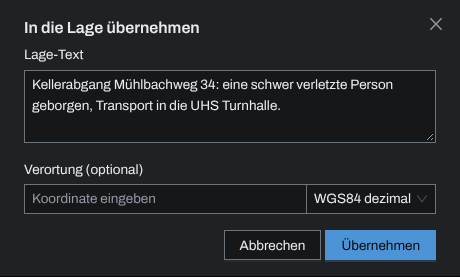 In die Lage übernehmen
Lage-Text
Kellerabgang Mühlbachweg 34: eine schwer verletzte Person
geborgen, Transport in die UHS Turnhalle.
Verortung (optional)
Koordinate eingeben
WGS84 dezimal
Abbrechen
Übernehmen